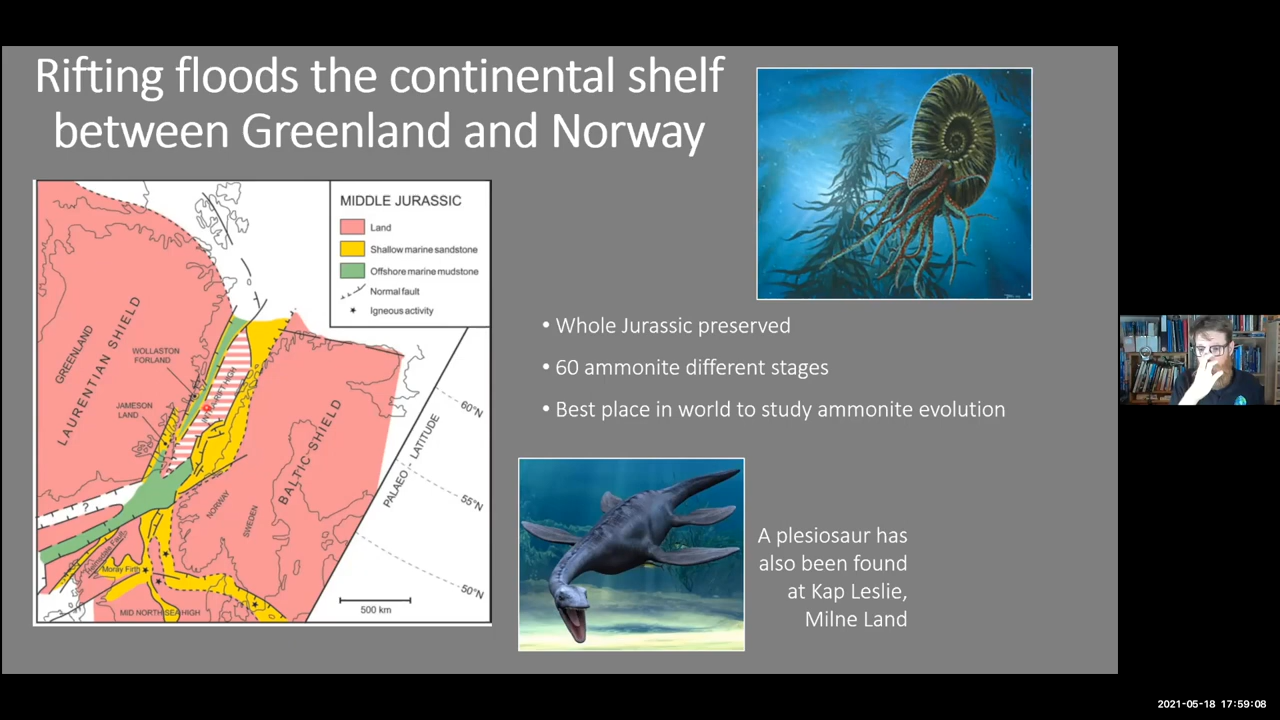 Rifting floods the continental shelf
between Greenland and Norway
MIDDLE JURASSIC
Land
Shallow marine sandstone
Offshore marine mudstone
Normal fault
Igneous activity
GREENLAND
LAURENTIAN SHIELD
WOLLASTON
FORLAND
JAMESON
LAND
BALTIC SHIELD
NORWAY
SWEDEN
PALAEO - LATITUDE
60°N
55°N
50°N
?
Moray Firth
MID NORTH SEA HIGH
500 km
• Whole Jurassic preserved
• 60 ammonite different stages
• Best place in world to study ammonite evolution
A plesiosaur has
also been found
at Kap Leslie,
Milne Land
2021-05-18 17:59:08